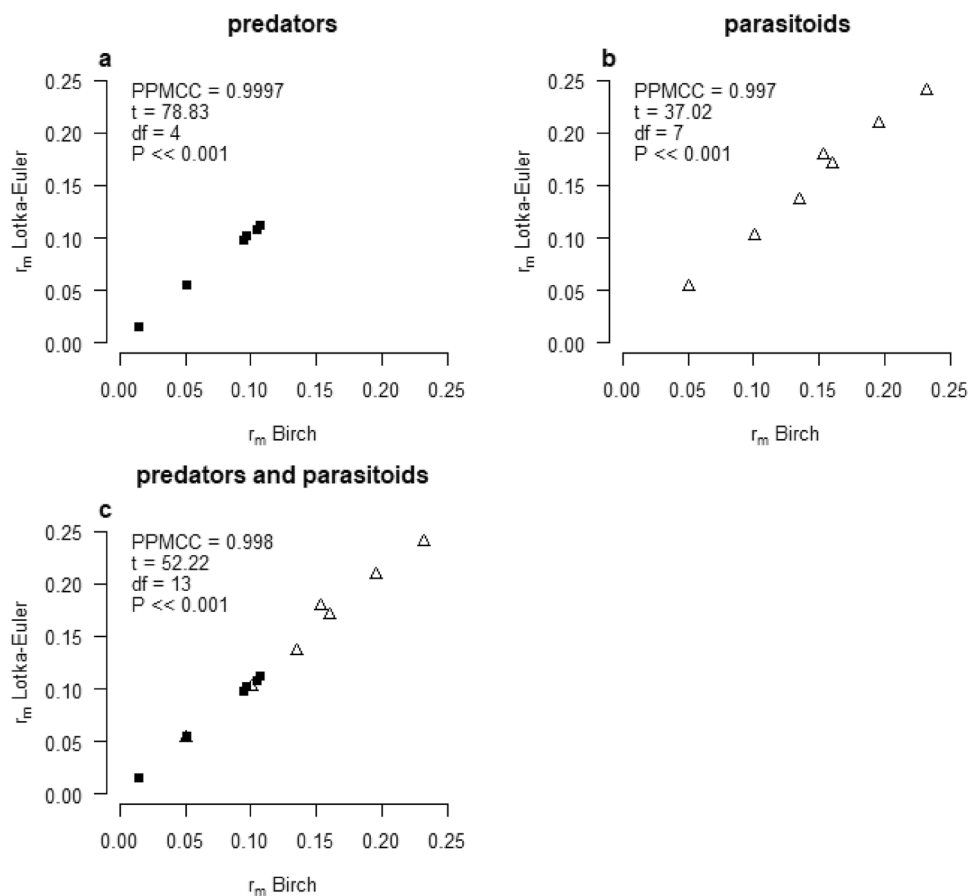 predators
a
PPMCC = 0.9997
t = 78.83
df = 4
P << 0.001
0.25
0.20
0.15
0.10
0.05
0.00
rm Lotka-Euler
0.00 0.05 0.10 0.15 0.20 0.25
rm Birch
parasitoids
b
PPMCC = 0.997
t = 37.02
df = 7
P << 0.001
0.25
0.20
0.15
0.10
0.05
0.00
rm Lotka-Euler
0.00 0.05 0.10 0.15 0.20 0.25
rm Birch
predators and parasitoids
c
PPMCC = 0.998
t = 52.22
df = 13
P << 0.001
0.25
0.20
0.15
0.10
0.05
0.00
rm Lotka-Euler
0.00 0.05 0.10 0.15 0.20 0.25
rm Birch